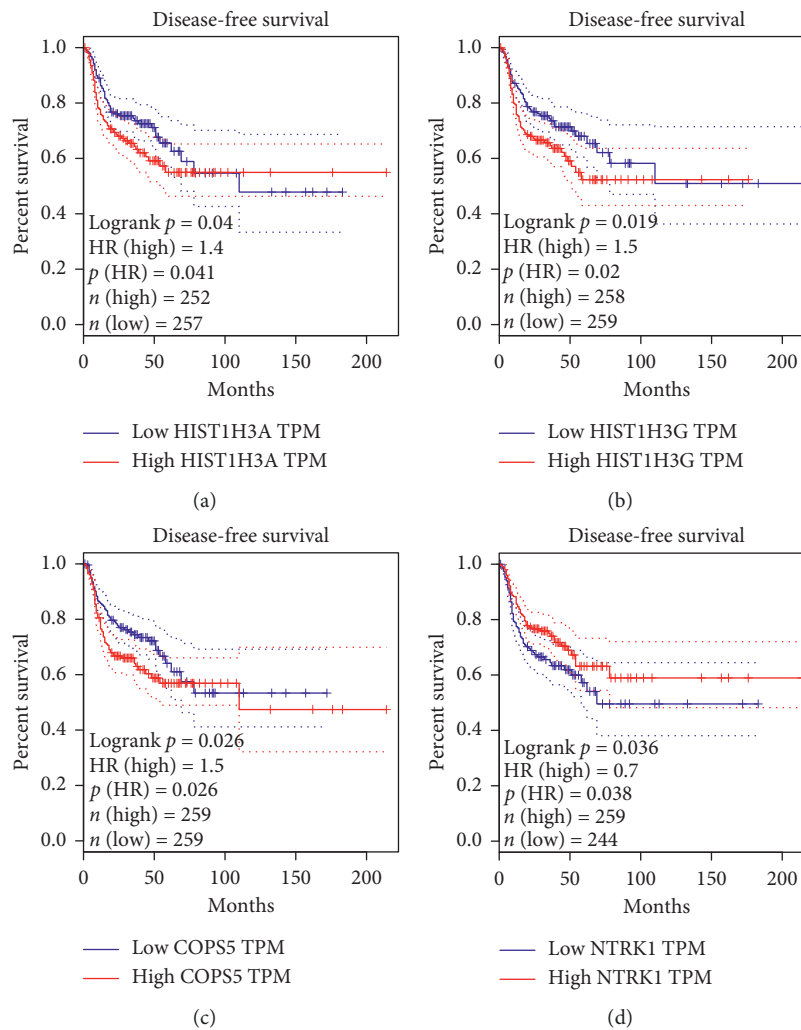 Disease-free survival
1.0
0.8
0.6
0.4
0.2
0.0
Percent survival
Logrank p = 0.04
HR (high) = 1.4
p (HR) = 0.041
n (high) = 252
n (low) = 257
0 50 100 150 200
Months
Low HIST1H3A TPM
High HIST1H3A TPM
(a)
Disease-free survival
1.0
0.8
0.6
0.4
0.2
0.0
Percent survival
Logrank p = 0.019
HR (high) = 1.5
p (HR) = 0.02
n (high) = 258
n (low) = 259
0 50 100 150 200
Months
Low HIST1H3G TPM
High HIST1H3G TPM
(b)
Disease-free survival
1.0
0.8
0.6
0.4
0.2
0.0
Percent survival
Logrank p = 0.026
HR (high) = 1.5
p (HR) = 0.026
n (high) = 259
n (low) = 259
0 50 100 150 200
Months
Low COPS5 TPM
High COPS5 TPM
(c)
Disease-free survival
1.0
0.8
0.6
0.4
0.2
0.0
Percent survival
Logrank p = 0.036
HR (high) = 0.7
p (HR) = 0.038
n (high) = 259
n (low) = 244
0 50 100 150 200
Months
Low NTRK1 TPM
High NTRK1 TPM
(d)